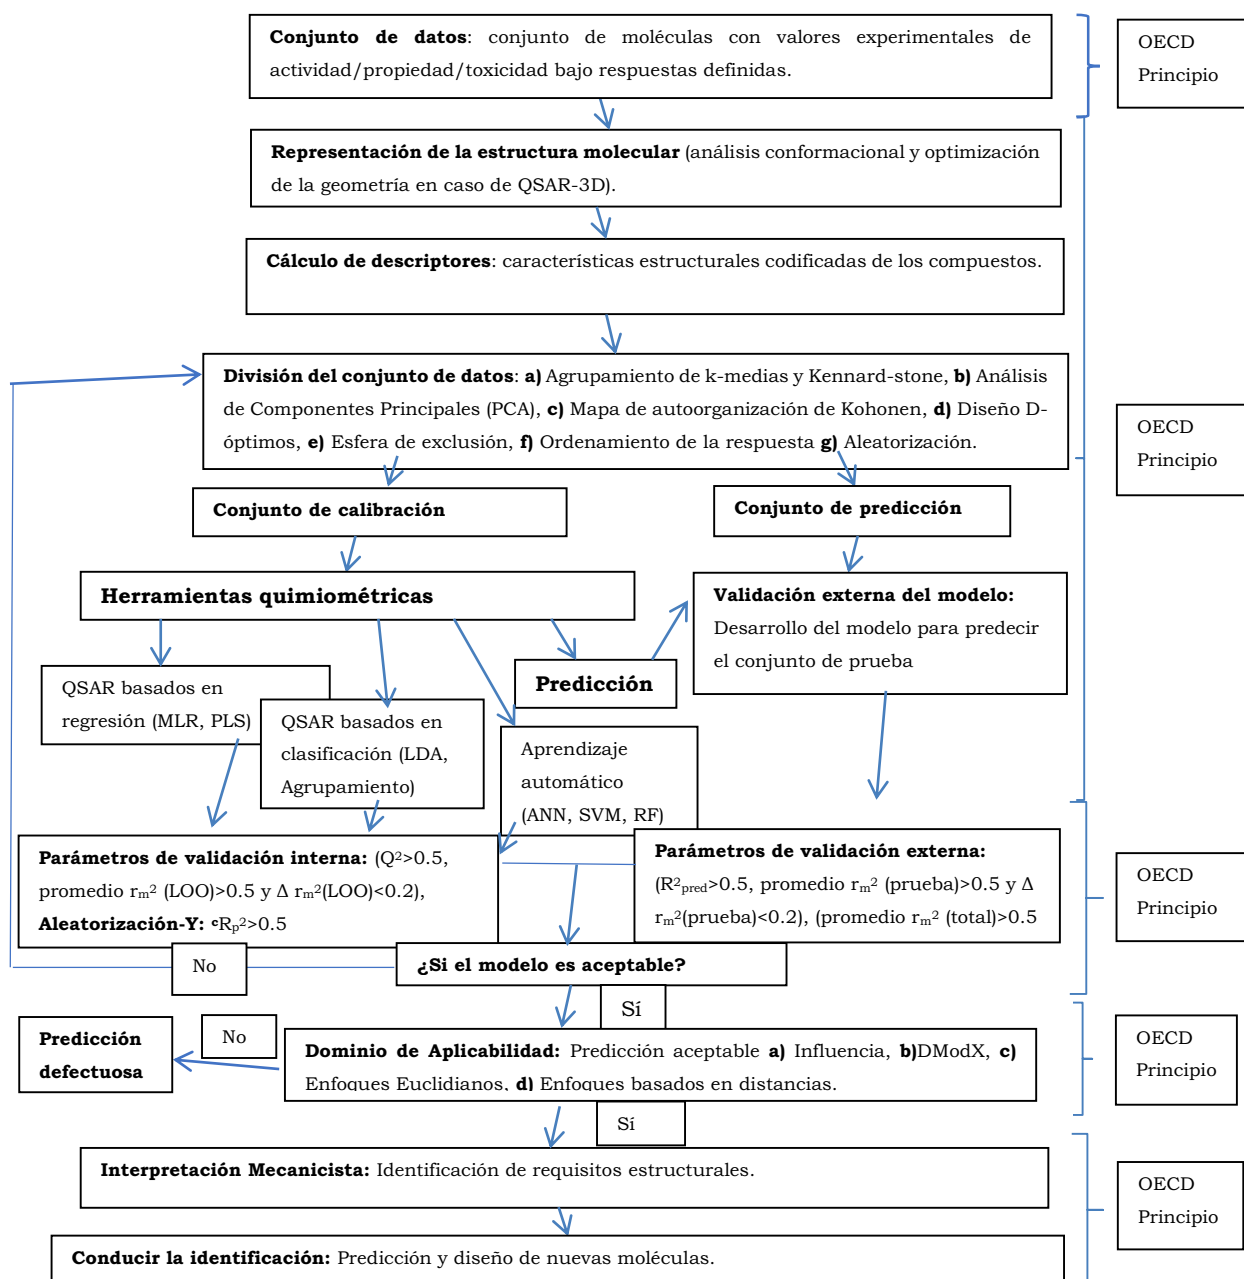 Conjunto de datos: conjunto de moléculas con valores experimentales de
actividad/propiedad/toxicidad bajo respuestas definidas.
OECD
Principio
Representación de la estructura molecular (análisis conformacional y optimización
de la geometría en caso de QSAR-3D).
Cálculo de descriptores: características estructurales codificadas de los compuestos.
División del conjunto de datos: a) Agrupamiento de k-medias y Kennard-stone, b) Análisis
de Componentes Principales (PCA), c) Mapa de autoorganización de Kohonen, d) Diseño D-
óptimos, e) Esfera de exclusión, f) Ordenamiento de la respuesta g) Aleatorización.
OECD
Principio
Conjunto de calibración
Conjunto de predicción
Herramientas quimiométricas
Validación externa del modelo:
Desarrollo del modelo para predecir
el conjunto de prueba
Predicción
QSAR basados en
regresión (MLR, PLS)
QSAR basados en
clasificación (LDA,
Agrupamiento)
Aprendizaje
automático
(ANN, SVM, RF)
Parámetros de validación interna: (Q²>0.5,
promedio rₘ² (LOO)>0.5 y Δ rₘ²(LOO)<0.2),
Aleatorización-Y: ᶜRₚ²>0.5
Parámetros de validación externa:
(R²pred>0.5, promedio rₘ² (prueba)>0.5 y Δ
rₘ²(prueba)<0.2), (promedio rₘ² (total)>0.5
OECD
Principio
No
¿Si el modelo es aceptable?
Sí
Predicción
defectuosa
No
Dominio de Aplicabilidad: Predicción aceptable a) Influencia, b)DModX, c)
Enfoques Euclidianos, d) Enfoques basados en distancias.
OECD
Principio
Sí
Interpretación Mecanicista: Identificación de requisitos estructurales.
OECD
Principio
Conducir la identificación: Predicción y diseño de nuevas moléculas.